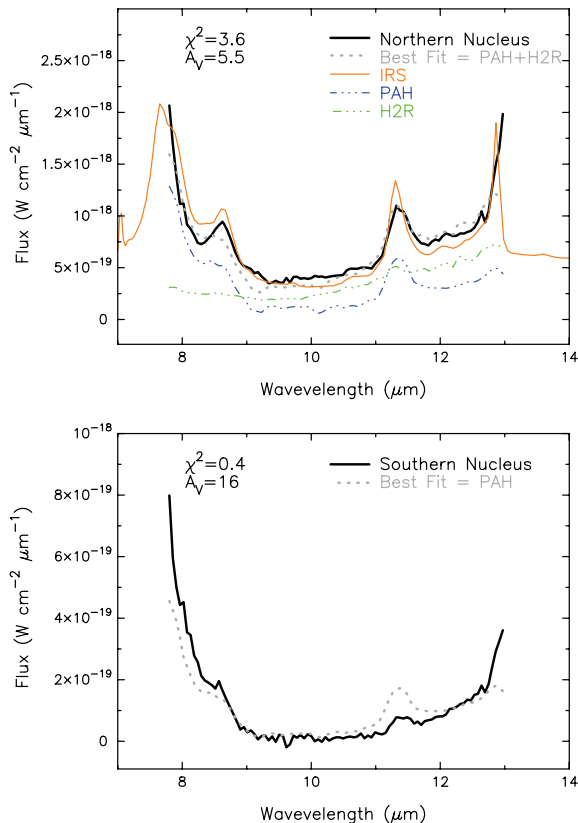 χ²=3.6
A_V=5.5
Northern Nucleus
Best Fit = PAH+H2R
IRS
PAH
H2R
2.5×10⁻¹⁸
2×10⁻¹⁸
1.5×10⁻¹⁸
10⁻¹⁸
5×10⁻¹⁹
0
Flux (W cm⁻² μm⁻¹)
8
10
12
14
Wavevelength (μm)
χ²=0.4
A_V=16
Southern Nucleus
Best Fit = PAH
10⁻¹⁸
8×10⁻¹⁹
6×10⁻¹⁹
4×10⁻¹⁹
2×10⁻¹⁹
0
Flux (W cm⁻² μm⁻¹)
8
10
12
14
Wavevelength (μm)